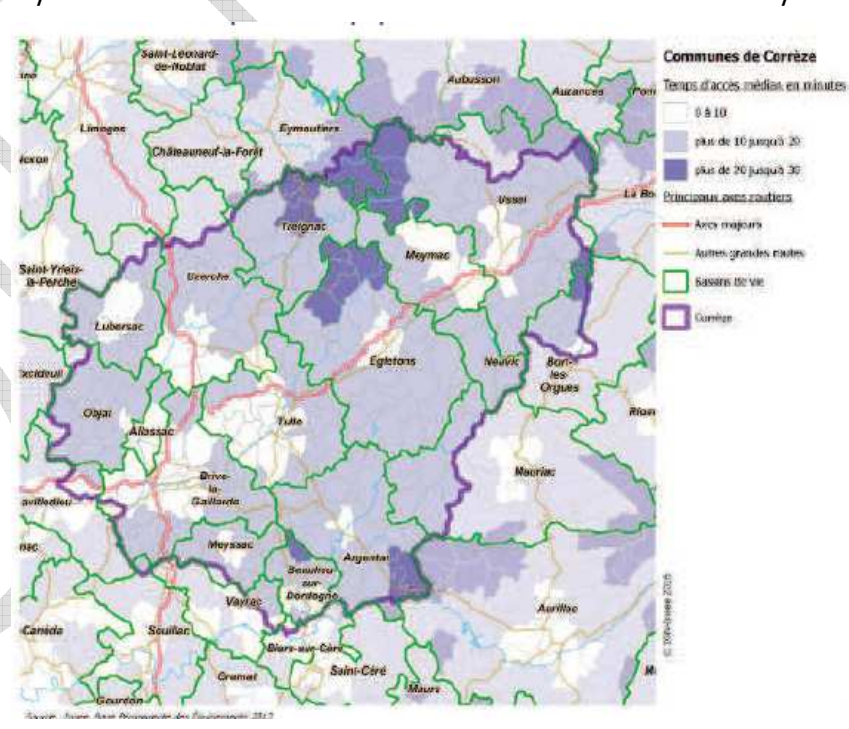 Saint-Léonard-
de-Noblat
Aubusson
Auzances
Limoges
Eymoutiers
Châteauneuf-la-Forêt
Ussel
Treignac
Meymac
Saint-Yrieix-
la-Perche
Uzerche
Lubersac
Egletons
Neuvic
Bort-
les-
Orgues
Objat
Allassac
Tulle
Mauriac
Brive-
la-
Gaillarde
Meyssac
Argentat
Beaulieu-
sur-
Dordogne
Vayrac
Aurillac
Souillac
Biars-sur-Cère
Saint-Céré
Gramat
Maurs
Gourdon
Communes de Corrèze
Temps d'accès médian en minutes
0 à 10
plus de 10 jusqu'à 20
plus de 20 jusqu'à 30
Principaux axes routiers
Axes majeurs
Autres grandes routes
Bassins de vie
Corrèze